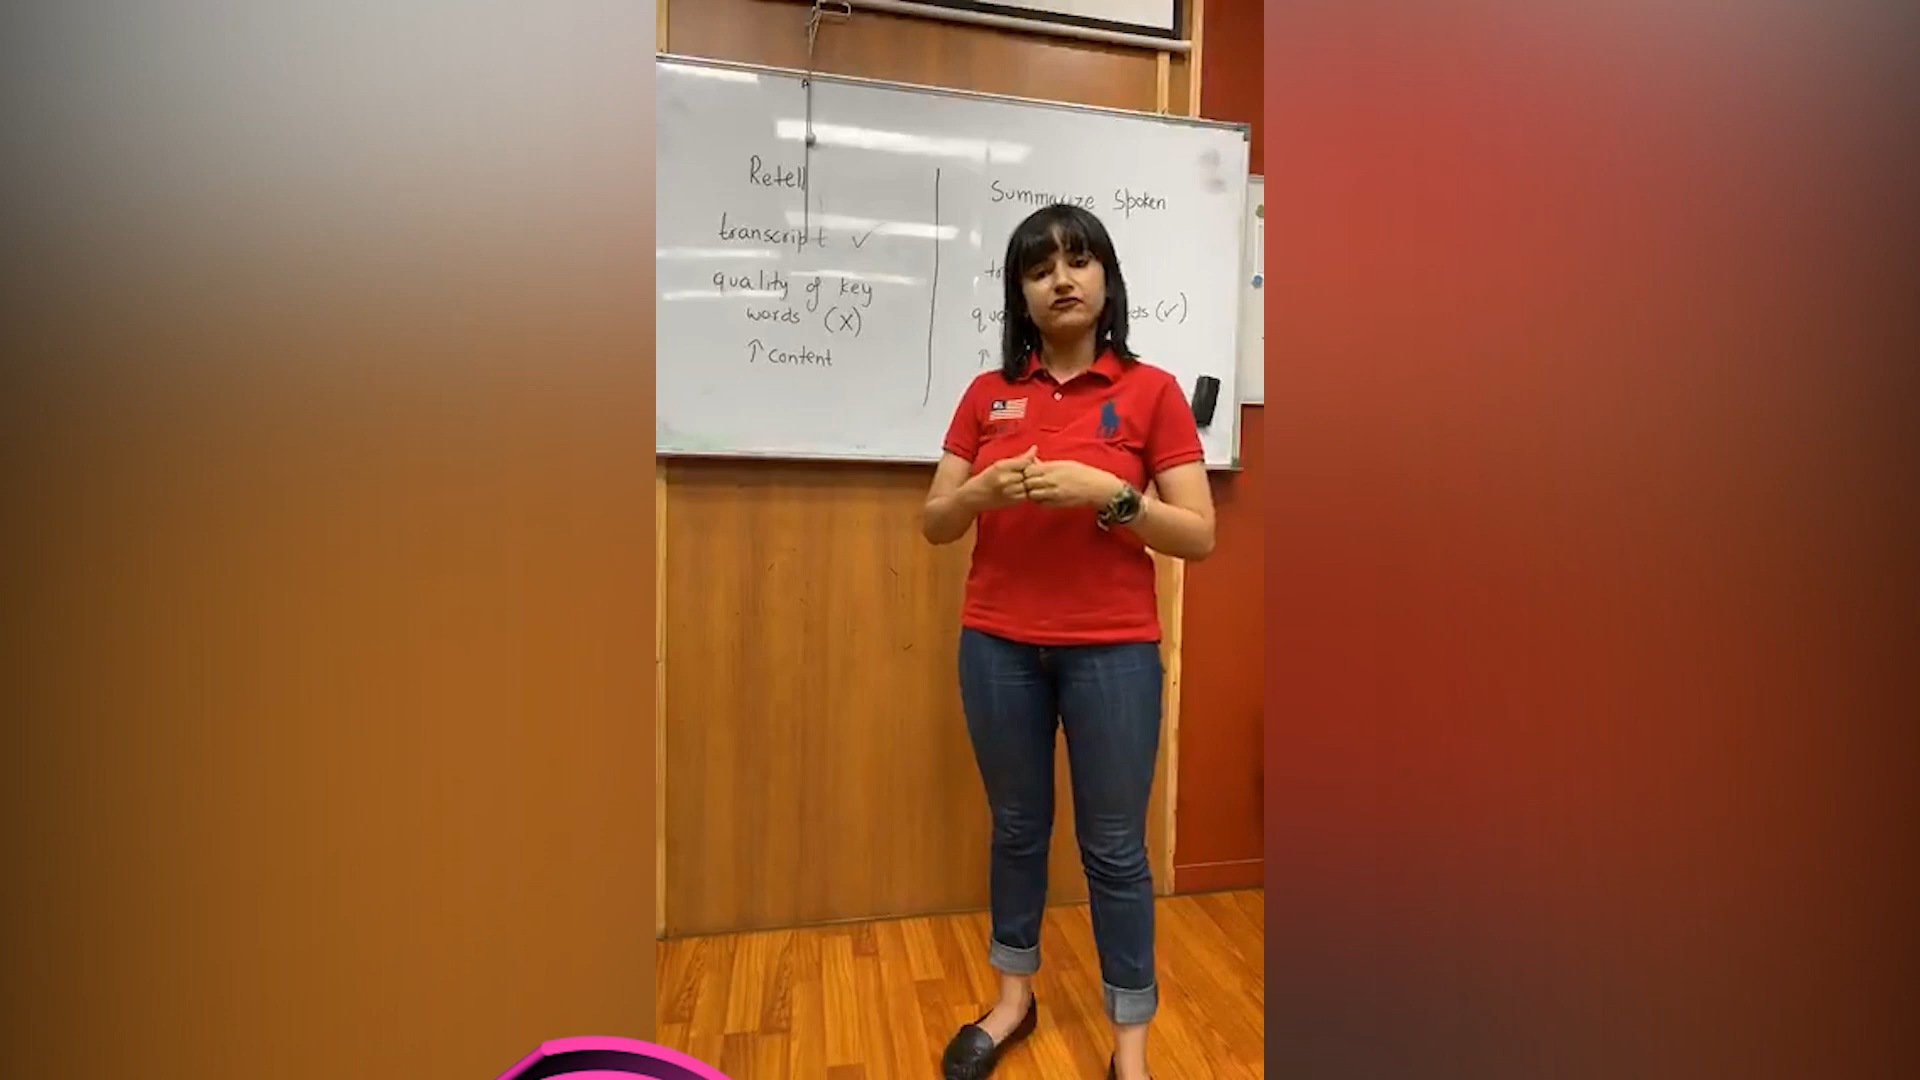 Retell
transcript ✓
quality of key
words (X)
↑ content
Summarize Spoken
(✓)
↑